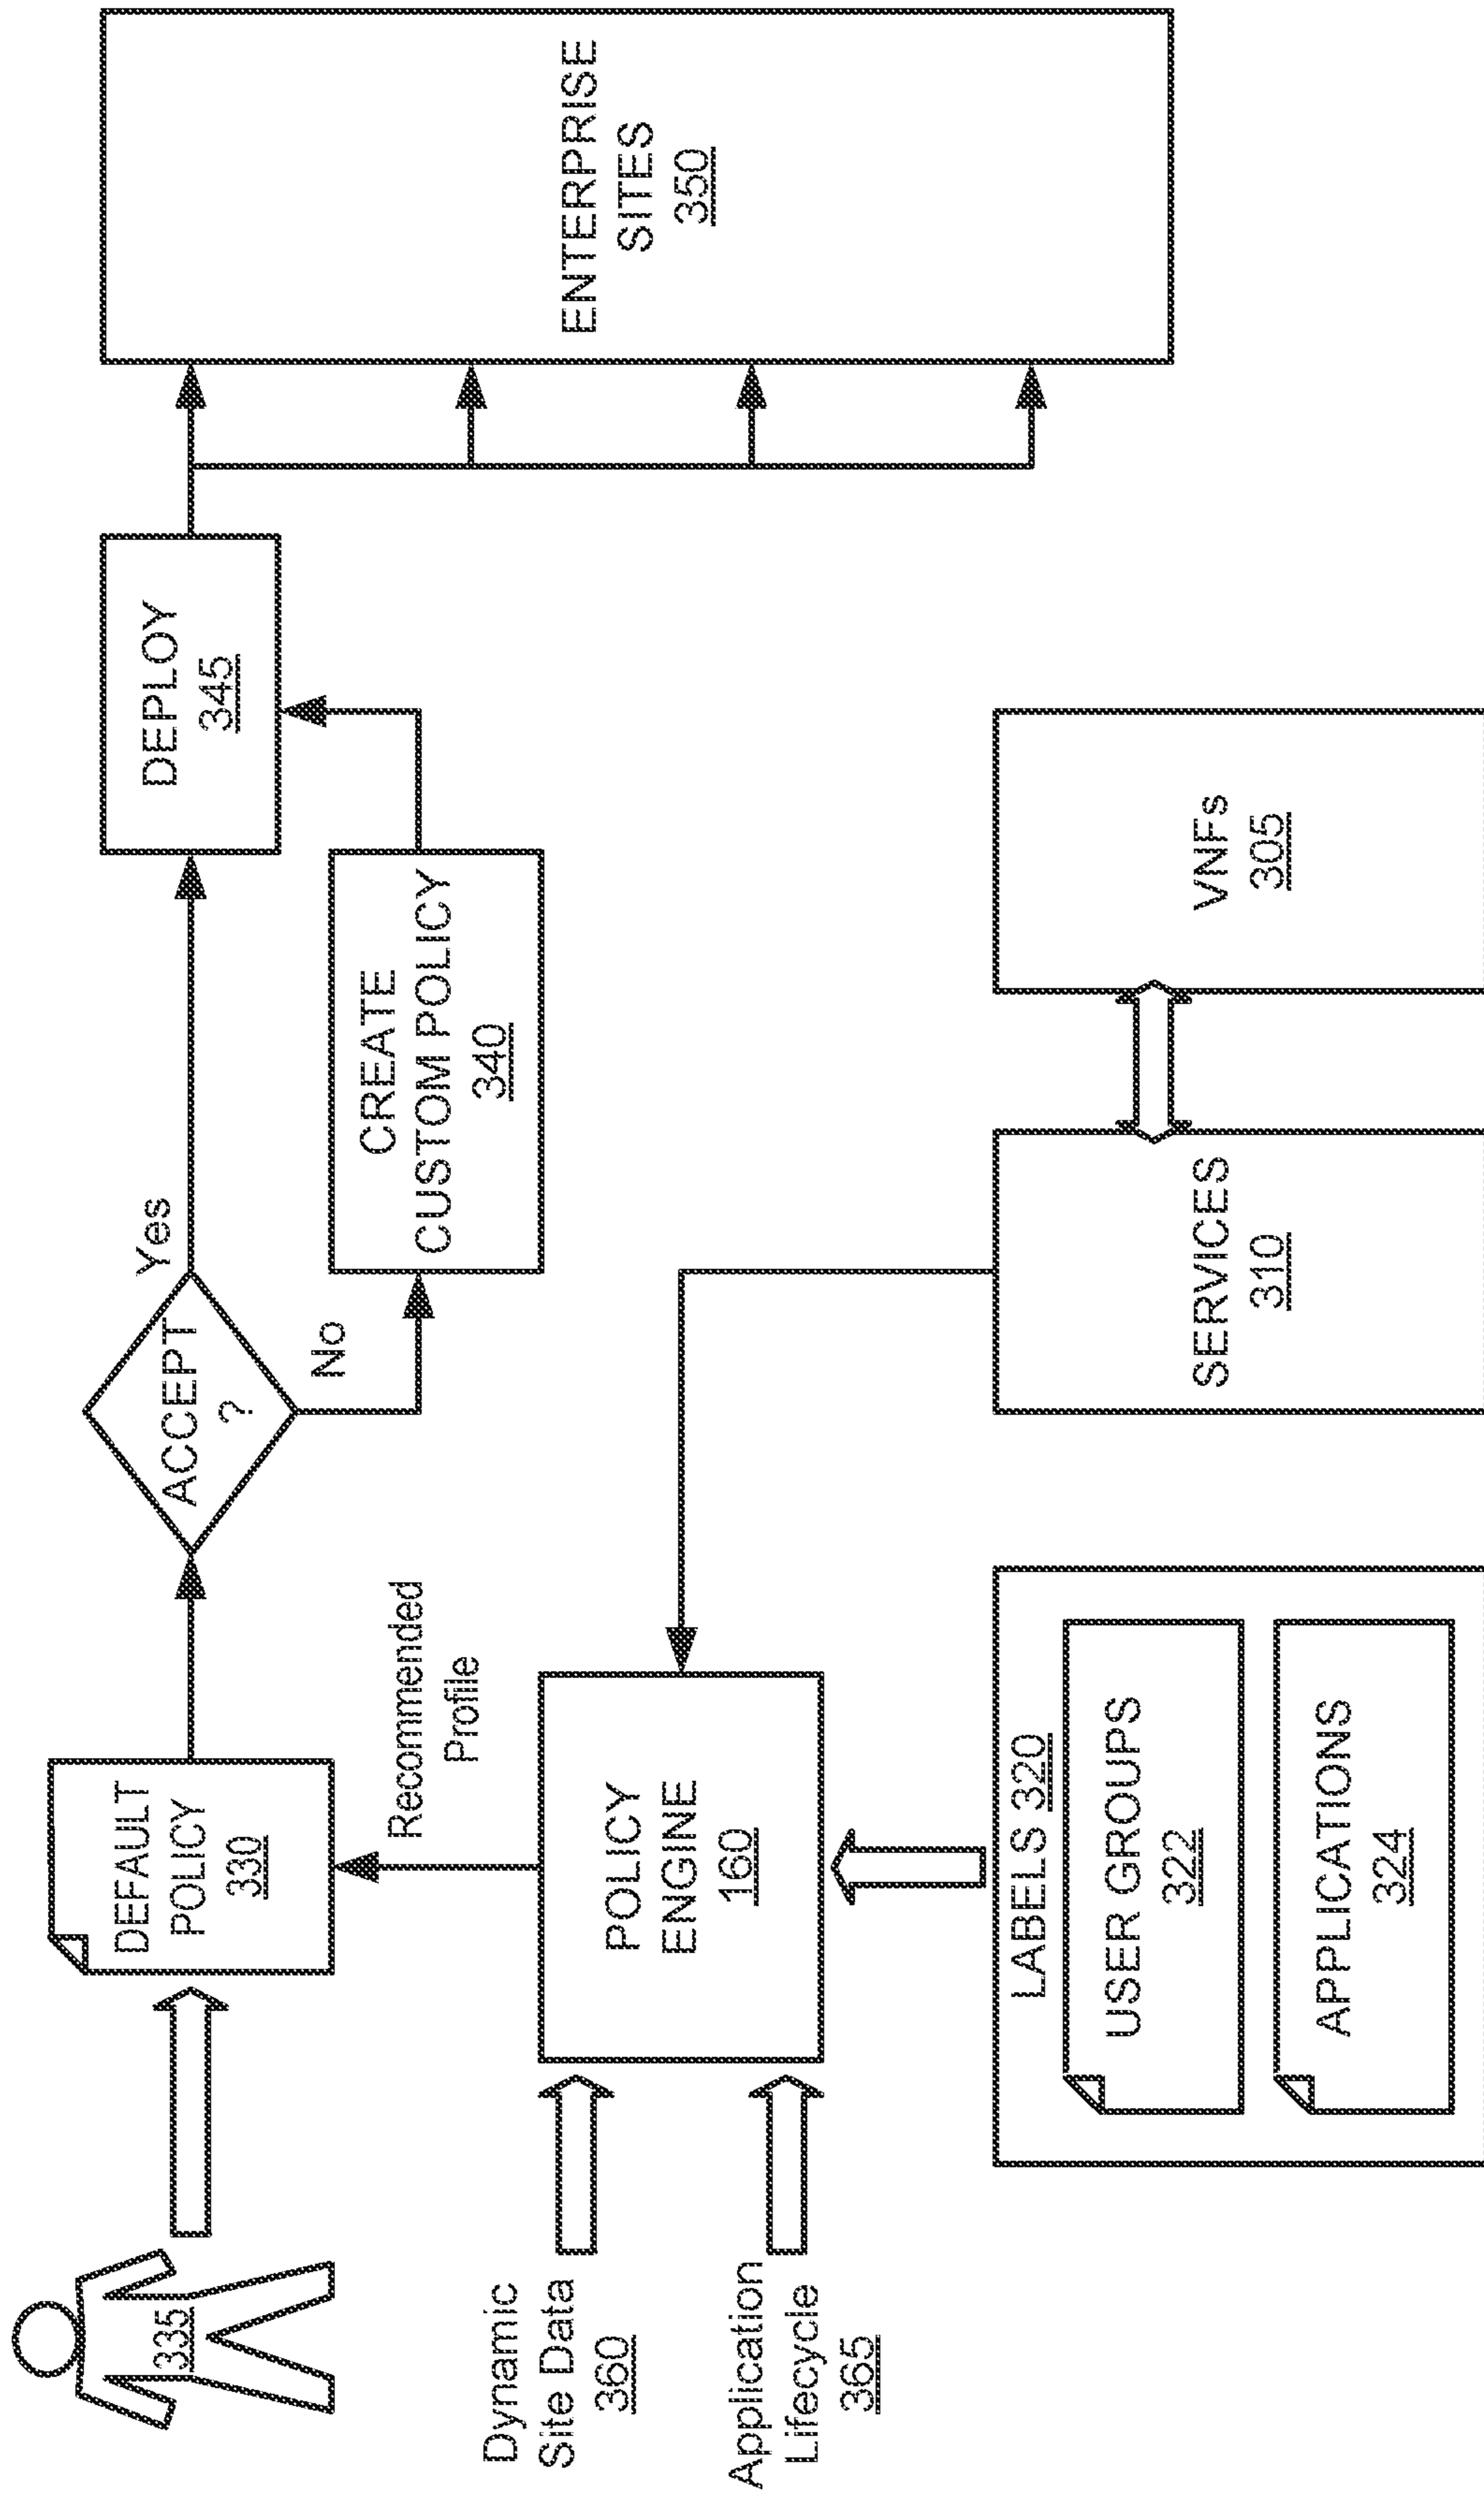 335
DEFAULT
POLICY
330
ACCEPT
?
Yes
No
DEPLOY
345
CREATE
CUSTOM POLICY
340
ENTERPRISE
SITES
350
Recommended
Profile
Dynamic
Site Data
360
Application
Lifecycle
365
POLICY
ENGINE
160
LABELS 320
USER GROUPS
322
APPLICATIONS
324
SERVICES
310
VNFs
305